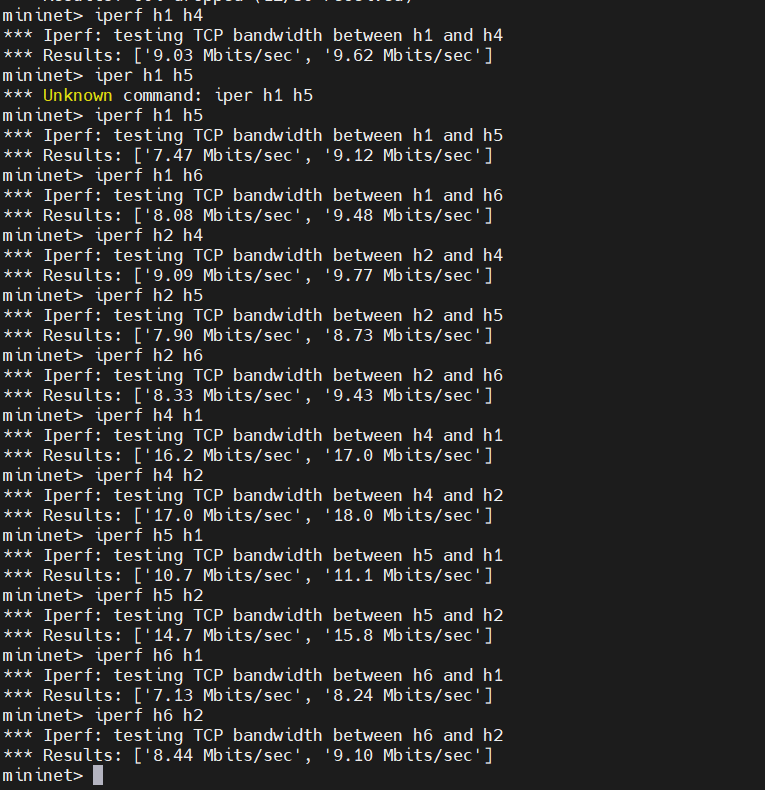 mininet> iperf h1 h4
*** Iperf: testing TCP bandwidth between h1 and h4
*** Results: ['9.03 Mbits/sec', '9.62 Mbits/sec']
mininet> iper h1 h5
*** Unknown command: iper h1 h5
mininet> iperf h1 h5
*** Iperf: testing TCP bandwidth between h1 and h5
*** Results: ['7.47 Mbits/sec', '9.12 Mbits/sec']
mininet> iperf h1 h6
*** Iperf: testing TCP bandwidth between h1 and h6
*** Results: ['8.08 Mbits/sec', '9.48 Mbits/sec']
mininet> iperf h2 h4
*** Iperf: testing TCP bandwidth between h2 and h4
*** Results: ['9.09 Mbits/sec', '9.77 Mbits/sec']
mininet> iperf h2 h5
*** Iperf: testing TCP bandwidth between h2 and h5
*** Results: ['7.90 Mbits/sec', '8.73 Mbits/sec']
mininet> iperf h2 h6
*** Iperf: testing TCP bandwidth between h2 and h6
*** Results: ['8.33 Mbits/sec', '9.43 Mbits/sec']
mininet> iperf h4 h1
*** Iperf: testing TCP bandwidth between h4 and h1
*** Results: ['16.2 Mbits/sec', '17.0 Mbits/sec']
mininet> iperf h4 h2
*** Iperf: testing TCP bandwidth between h4 and h2
*** Results: ['17.0 Mbits/sec', '18.0 Mbits/sec']
mininet> iperf h5 h1
*** Iperf: testing TCP bandwidth between h5 and h1
*** Results: ['10.7 Mbits/sec', '11.1 Mbits/sec']
mininet> iperf h5 h2
*** Iperf: testing TCP bandwidth between h5 and h2
*** Results: ['14.7 Mbits/sec', '15.8 Mbits/sec']
mininet> iperf h6 h1
*** Iperf: testing TCP bandwidth between h6 and h1
*** Results: ['7.13 Mbits/sec', '8.24 Mbits/sec']
mininet> iperf h6 h2
*** Iperf: testing TCP bandwidth between h6 and h2
*** Results: ['8.44 Mbits/sec', '9.10 Mbits/sec']
mininet>